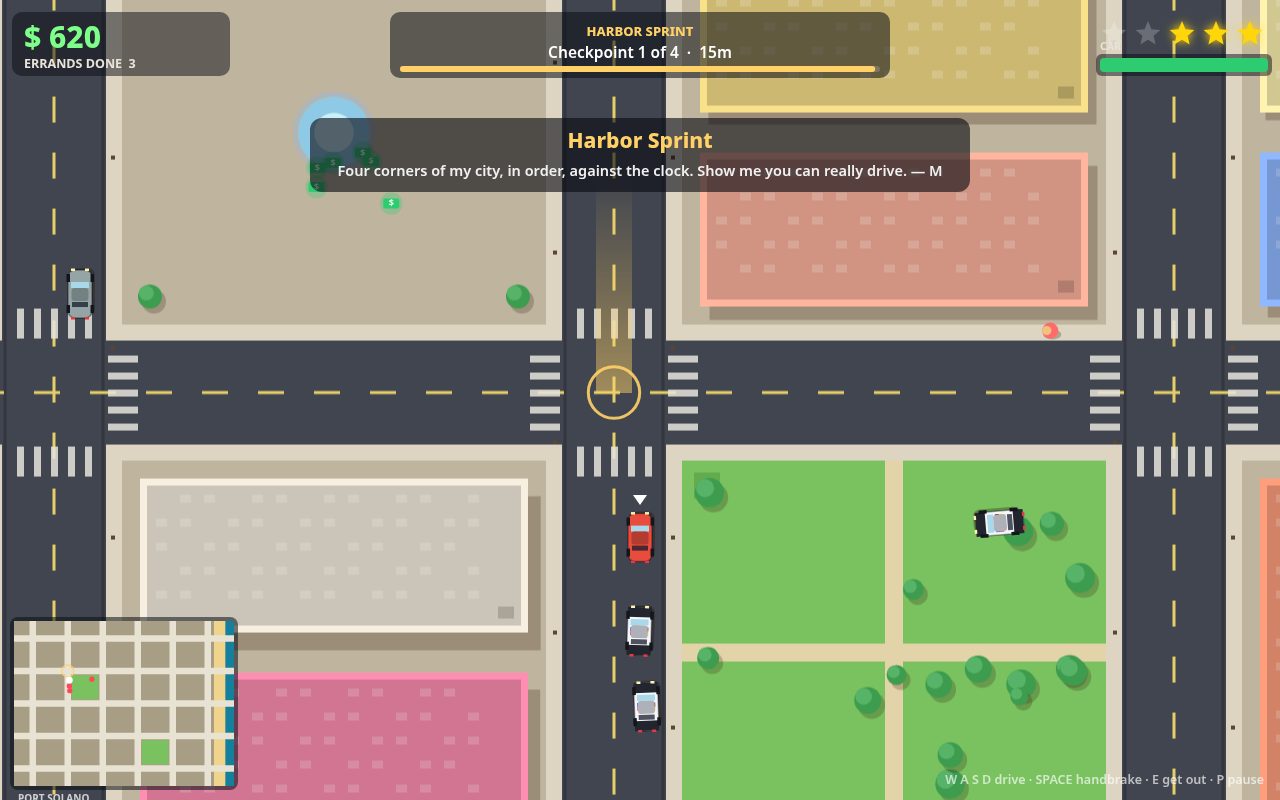 $ 620
ERRANDS DONE 3
HARBOR SPRINT
Checkpoint 1 of 4 · 15m
CAR
Harbor Sprint
Four corners of my city, in order, against the clock. Show me you can really drive. — M
$ $ $ $ $ $
$
PORT SOLANO
W A S D drive · SPACE handbrake · E get out · P pause